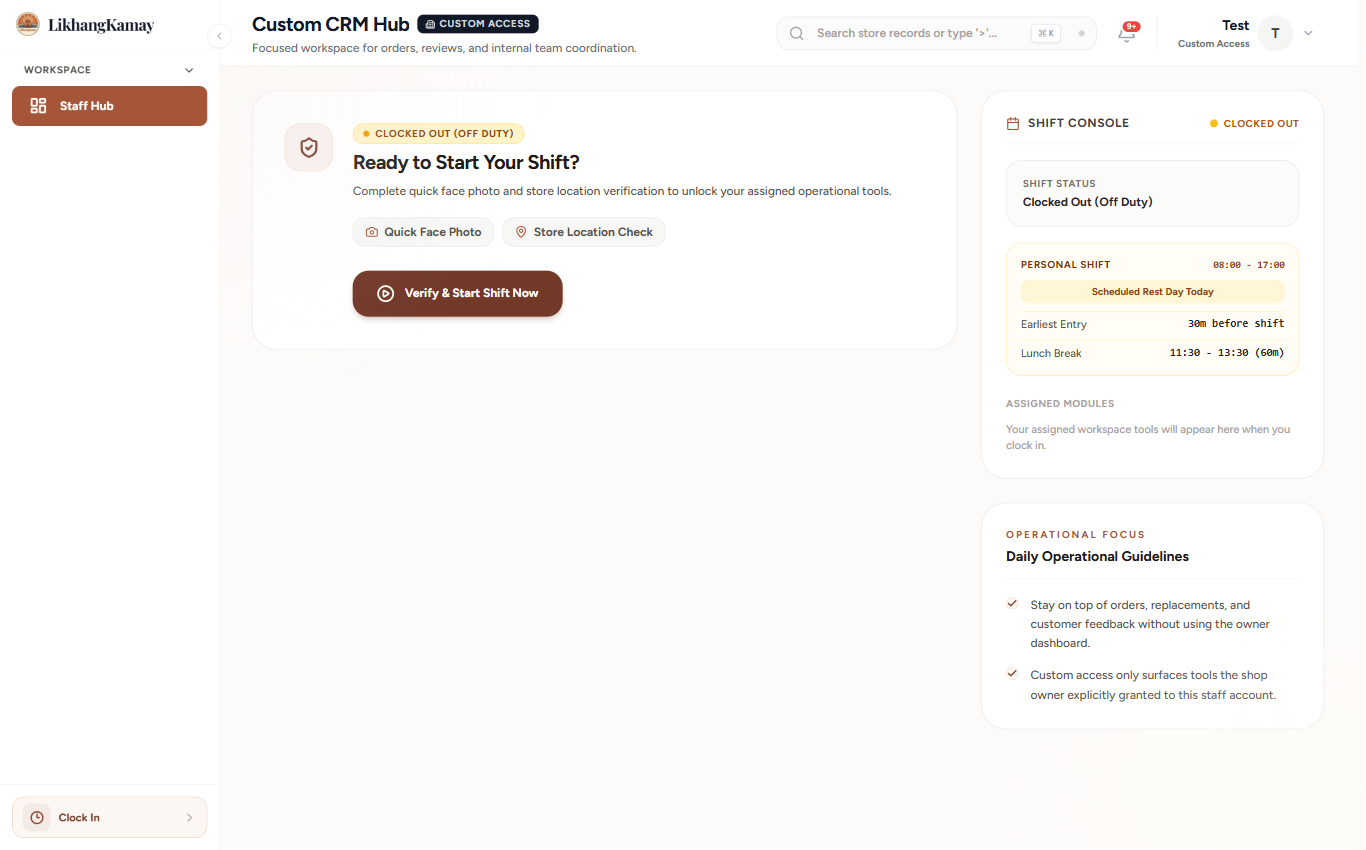 LikhangKamay
WORKSPACE
Staff Hub
Clock In
Custom CRM Hub
CUSTOM ACCESS
Focused workspace for orders, reviews, and internal team coordination.
Search store records or type '>'...
⌘ K
9+
Test
Custom Access
T
CLOCKED OUT (OFF DUTY)
Ready to Start Your Shift?
Complete quick face photo and store location verification to unlock your assigned operational tools.
Quick Face Photo
Store Location Check
Verify & Start Shift Now
SHIFT CONSOLE
CLOCKED OUT
SHIFT STATUS
Clocked Out (Off Duty)
PERSONAL SHIFT
08:00 - 17:00
Scheduled Rest Day Today
Earliest Entry
30m before shift
Lunch Break
11:30 - 13:30 (60m)
ASSIGNED MODULES
Your assigned workspace tools will appear here when you
clock in.
OPERATIONAL FOCUS
Daily Operational Guidelines
Stay on top of orders, replacements, and
customer feedback without using the owner
dashboard.
Custom access only surfaces tools the shop
owner explicitly granted to this staff account.